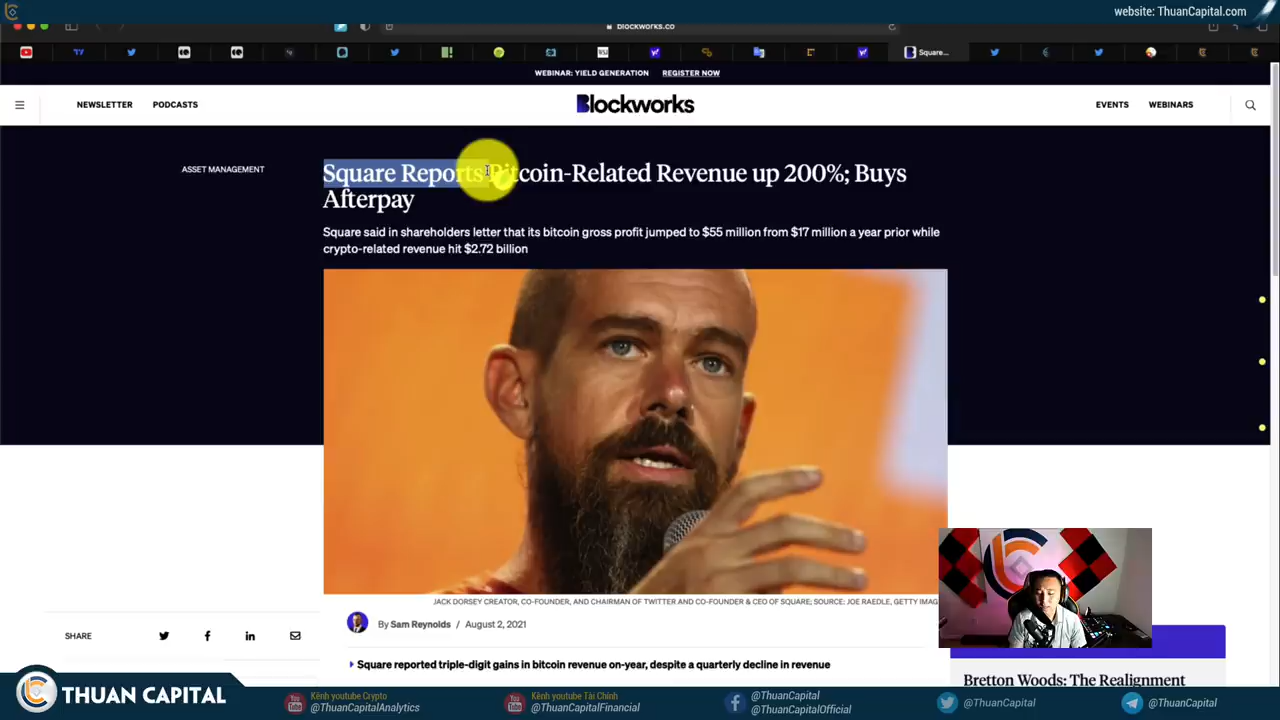 website: ThuanCapital.com
blockworks.co
Square...
WEBINAR: YIELD GENERATION REGISTER NOW
NEWSLETTER PODCASTS
Blockworks
EVENTS WEBINARS
ASSET MANAGEMENT
Square Reports Bitcoin-Related Revenue up 200%; Buys
Afterpay
Square said in shareholders letter that its bitcoin gross profit jumped to $55 million from $17 million a year prior while
crypto-related revenue hit $2.72 billion
JACK DORSEY CREATOR, CO-FOUNDER, AND CHAIRMAN OF TWITTER AND CO-FOUNDER & CEO OF SQUARE; SOURCE: JOE RAEDLE, GETTY IMAG
By Sam Reynolds / August 2, 2021
SHARE
Square reported triple-digit gains in bitcoin revenue on-year, despite a quarterly decline in revenue
Bretton Woods: The Realignment
THUAN CAPITAL
Kênh youtube Crypto
@ThuanCapitalAnalytics
Kênh youtube Tài Chính
@ThuanCapitalFinancial
@ThuanCapital
@ThuanCapitalOfficial
@ThuanCapital
@ThuanCapital